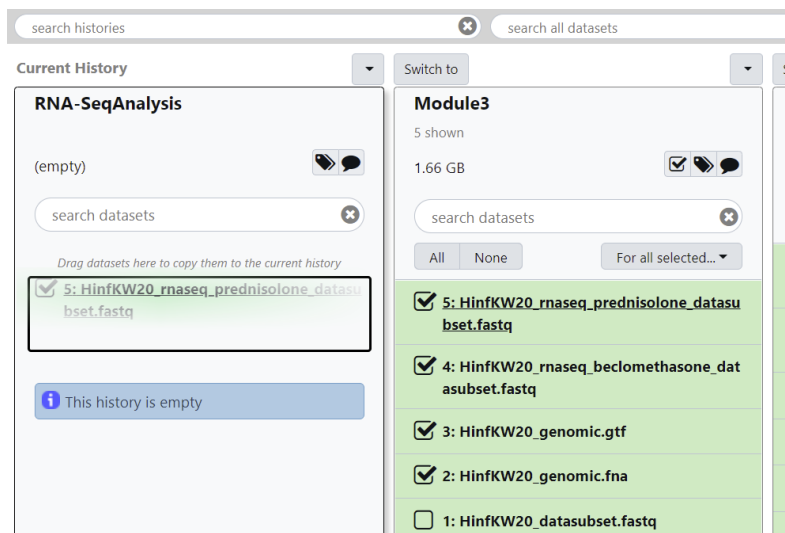 search histories
search all datasets
Current History
RNA-SeqAnalysis
(empty)
search datasets
Drag datasets here to copy them to the current history
5: HinfKW20_rnaseq_prednisolone_datasu
bset.fastq
This history is empty
Switch to
Module3
5 shown
1.66 GB
search datasets
All
None
For all selected...
5: HinfKW20_rnaseq_prednisolone_datasu
bset.fastq
4: HinfKW20_rnaseq_beclomethasone_dat
asubset.fastq
3: HinfKW20_genomic.gtf
2: HinfKW20_genomic.fna
1: HinfKW20_datasubset.fastq